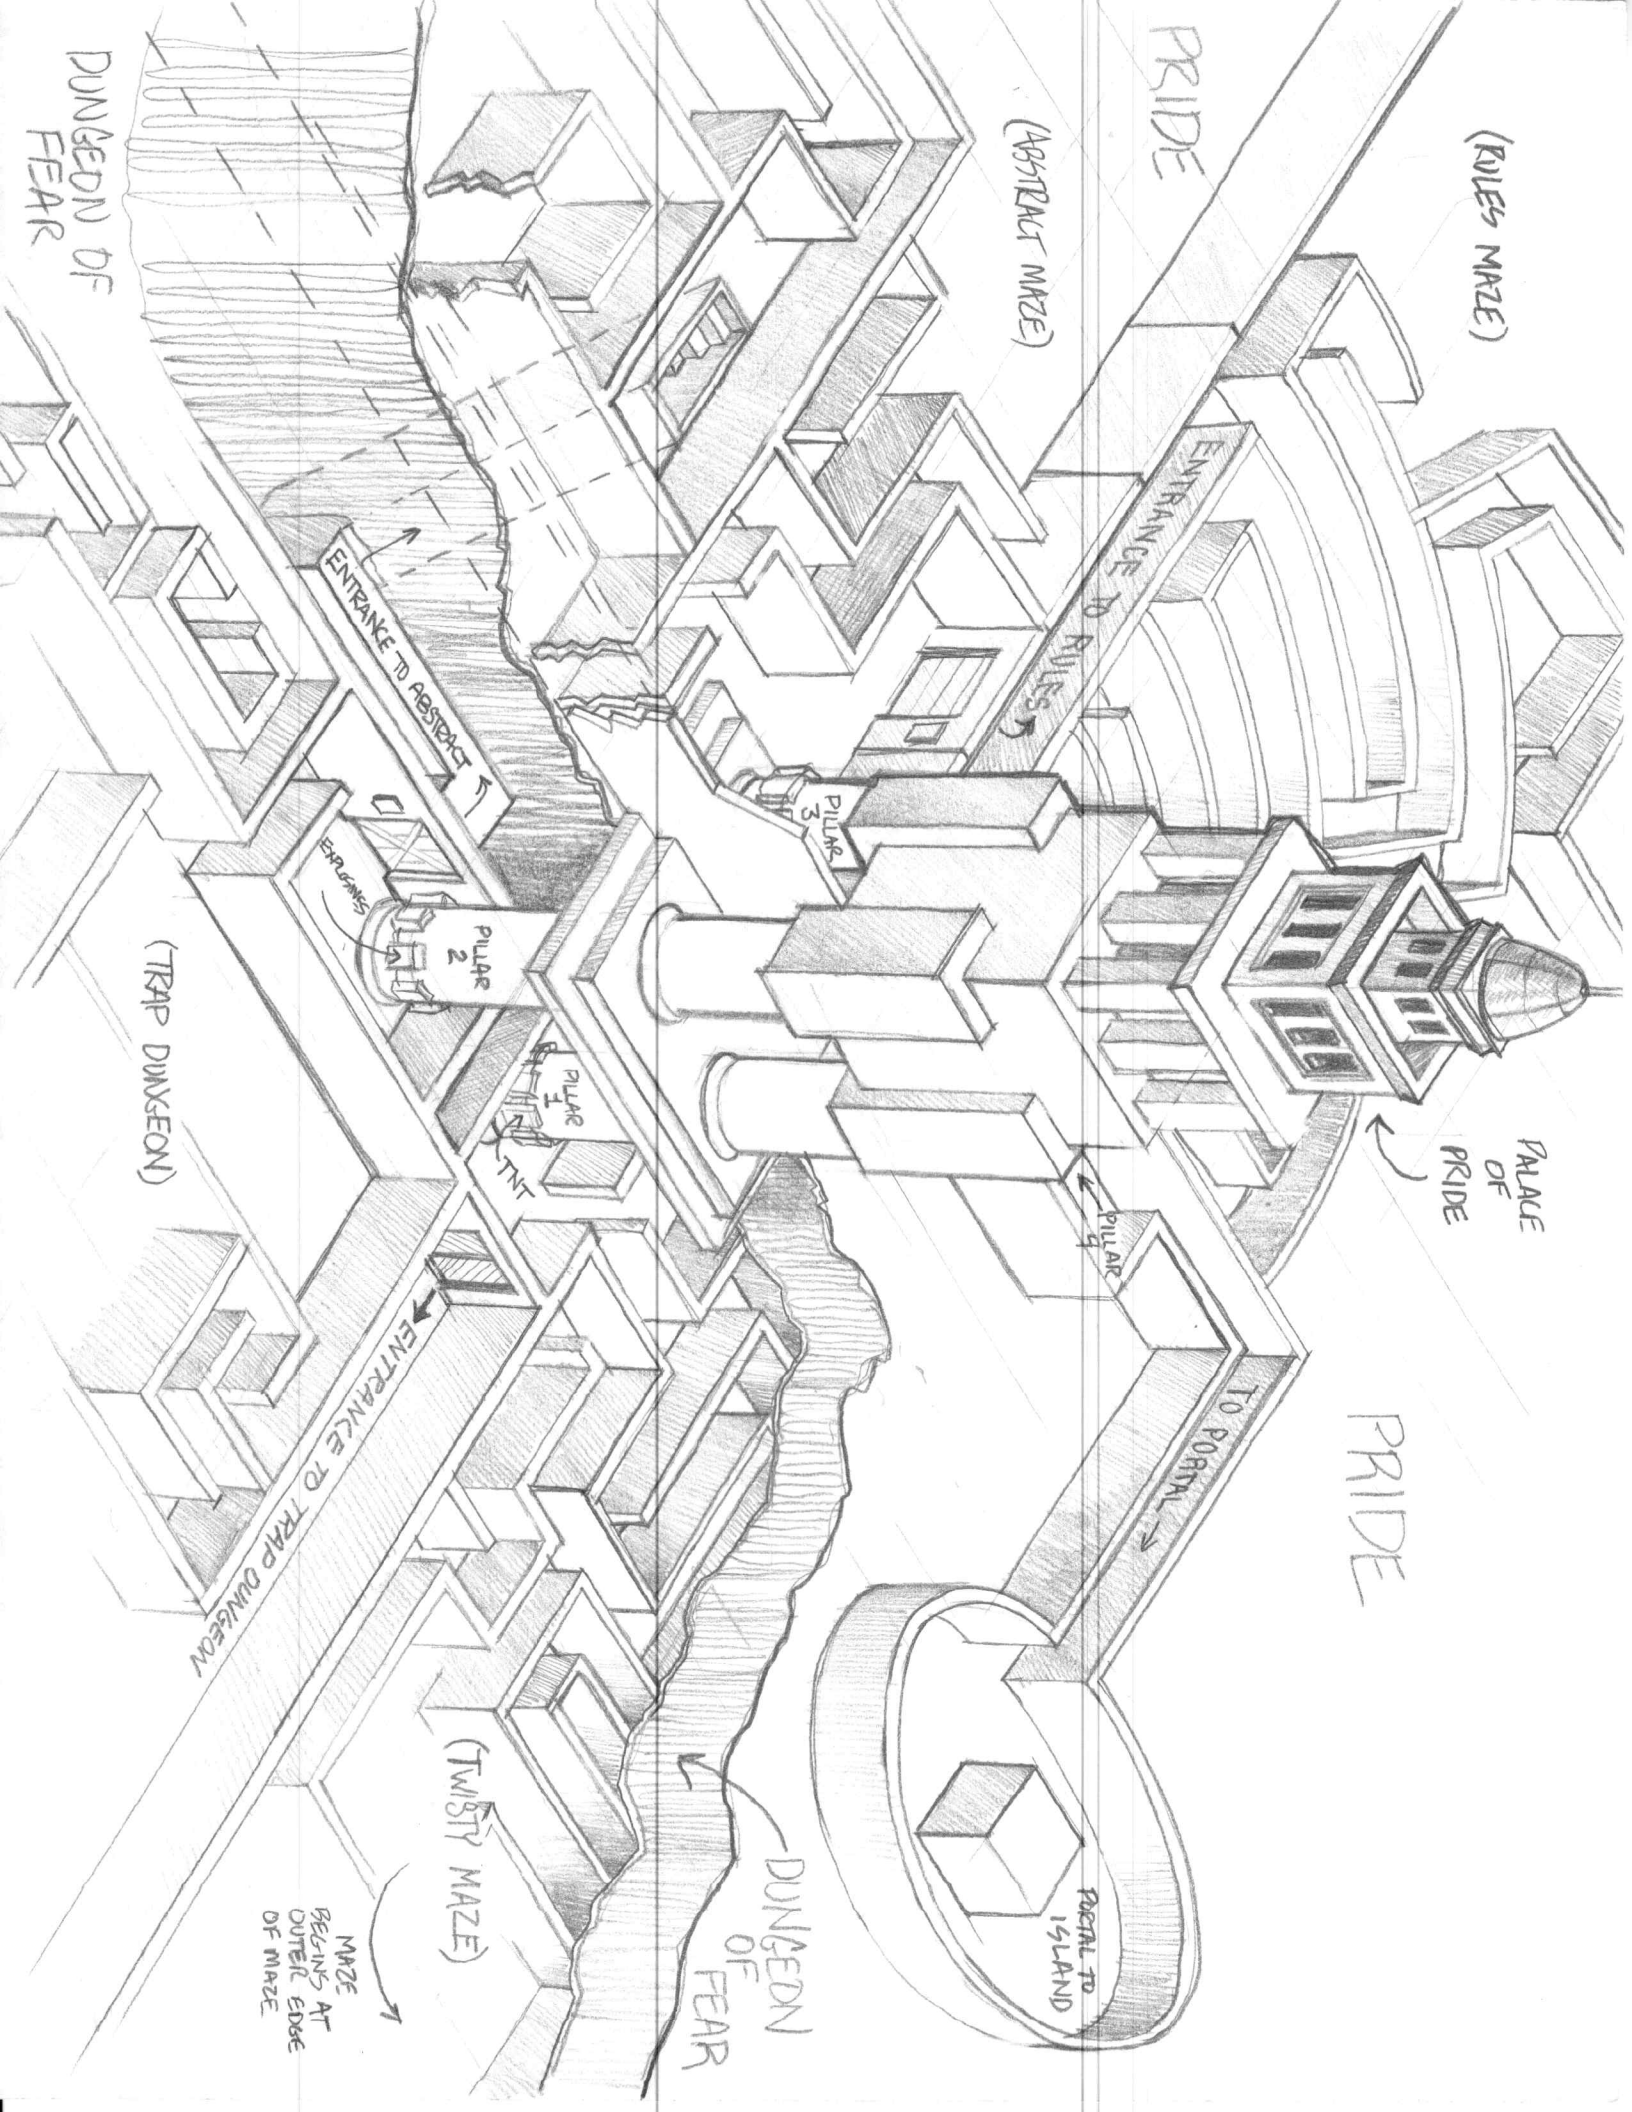 (RULES MAZE)
PALACE
OF
PRIDE
PRIDE
PRIDE
(ABSTRACT MAZE)
ENTRANCE TO RULES
TO PORTAL
PILLAR
4
PILLAR
3
PORTAL TO
ISLAND
DUNGEON
OF
FEAR
PILLAR
1
TNT
PILLAR
2
EXPLOSIVES
ENTRANCE TO ABSTRACT
(TWISTY MAZE)
ENTRANCE TO TRAP DUNGEON
MAZE
BEGINS AT
OUTER EDGE
OF MAZE
(TRAP DUNGEON)
DUNGEON OF
FEAR